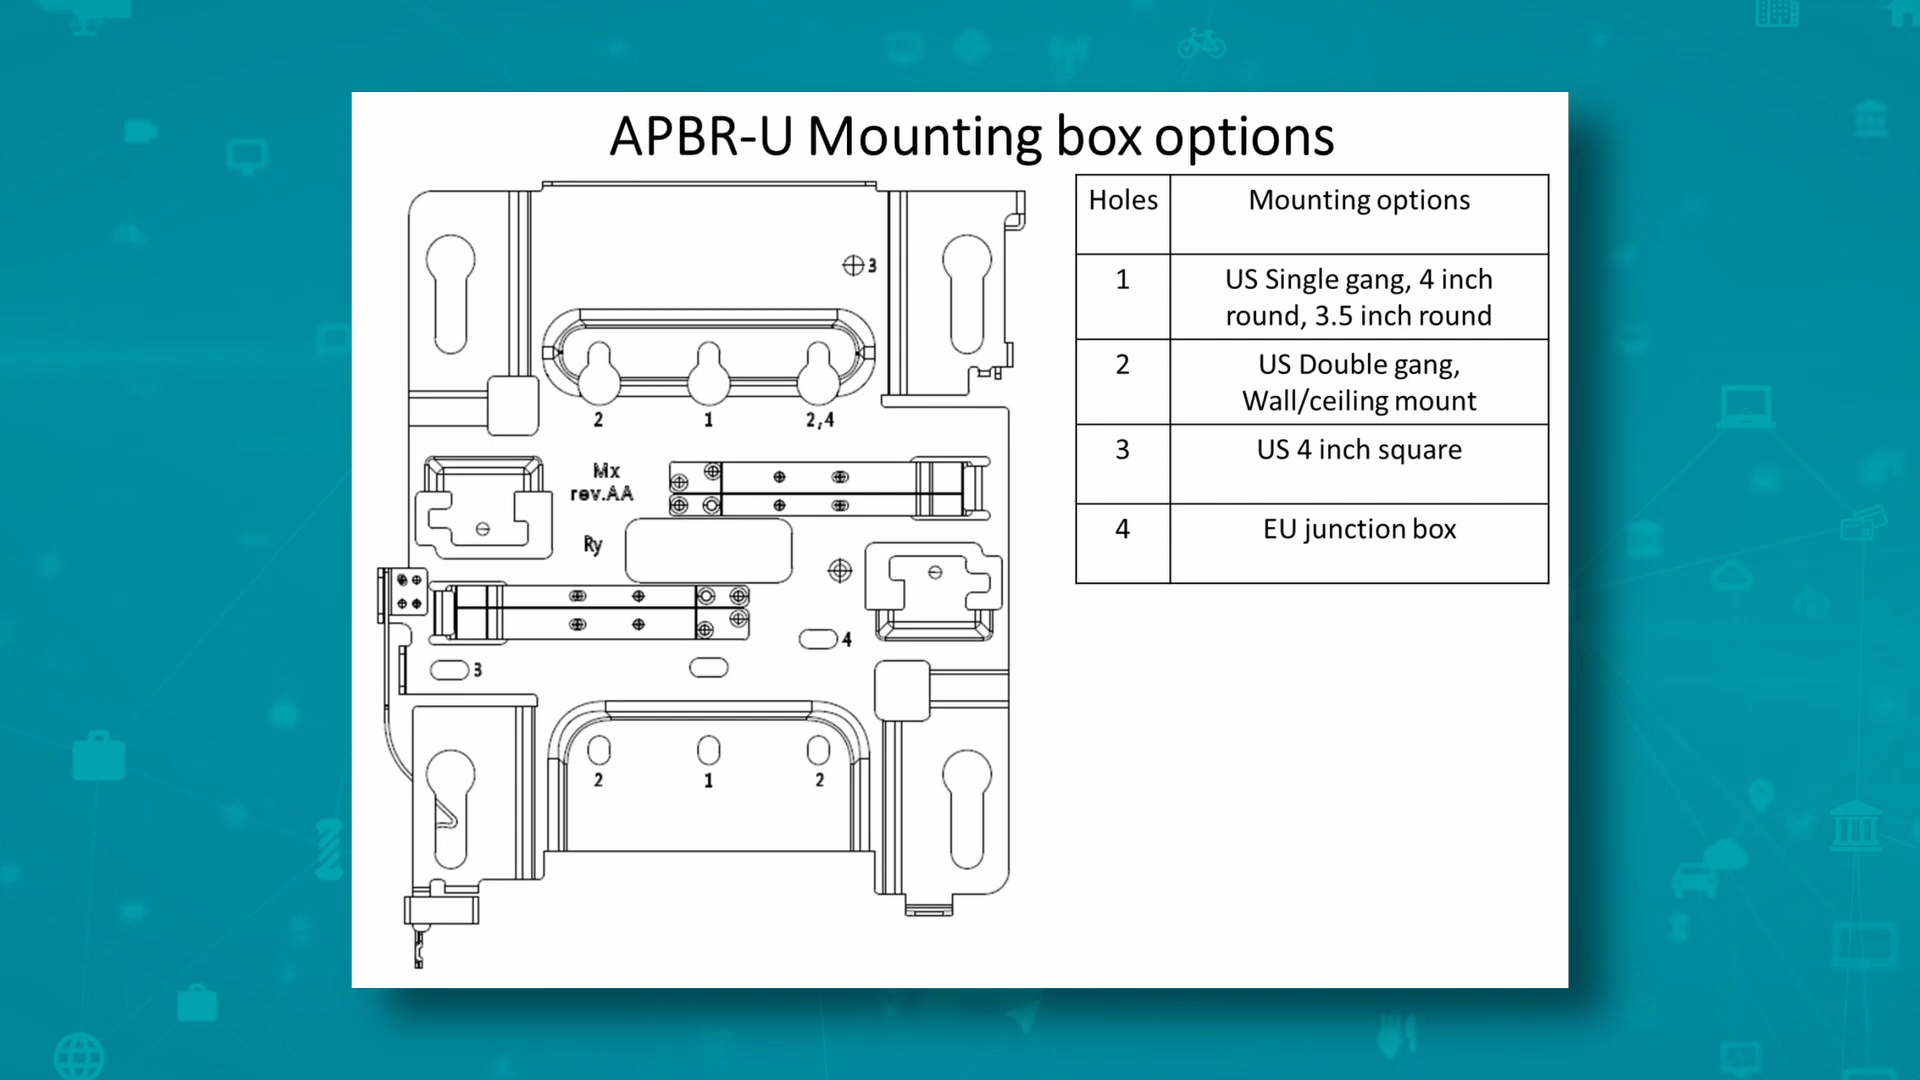 APBR-U Mounting box options
Holes Mounting options
1 US Single gang, 4 inch
round, 3.5 inch round
2 US Double gang,
Wall/ceiling mount
3 US 4 inch square
4 EU junction box
3
2 1 2,4
Mx
rev.AA
Ry
4
3
2 1 2